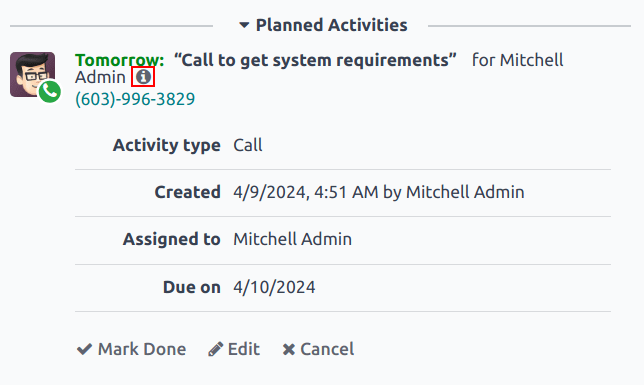 Planned Activities
Tomorrow: “Call to get system requirements” for Mitchell
Admin
(603)-996-3829
Activity type Call
Created 4/9/2024, 4:51 AM by Mitchell Admin
Assigned to Mitchell Admin
Due on 4/10/2024
Mark Done Edit Cancel